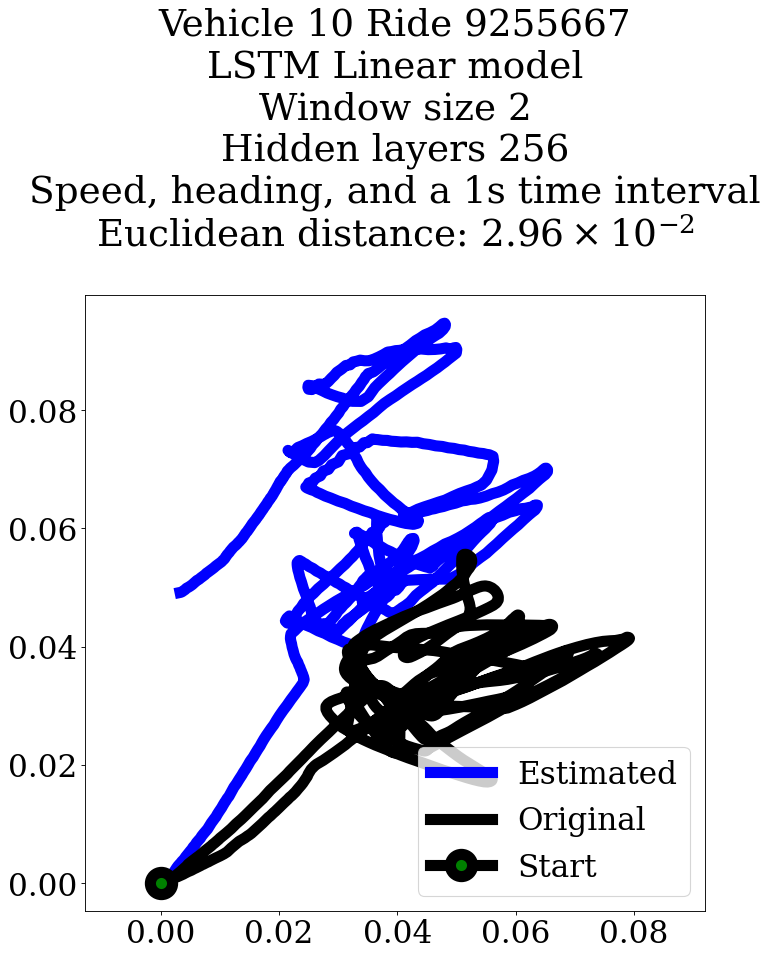 Vehicle 10 Ride 9255667
LSTM Linear model
Window size 2
Hidden layers 256
Speed, heading, and a 1s time interval
Euclidean distance: 2.96 × 10⁻²
0.08
0.06
0.04
0.02
0.00
Estimated
Original
Start
0.00 0.02 0.04 0.06 0.08